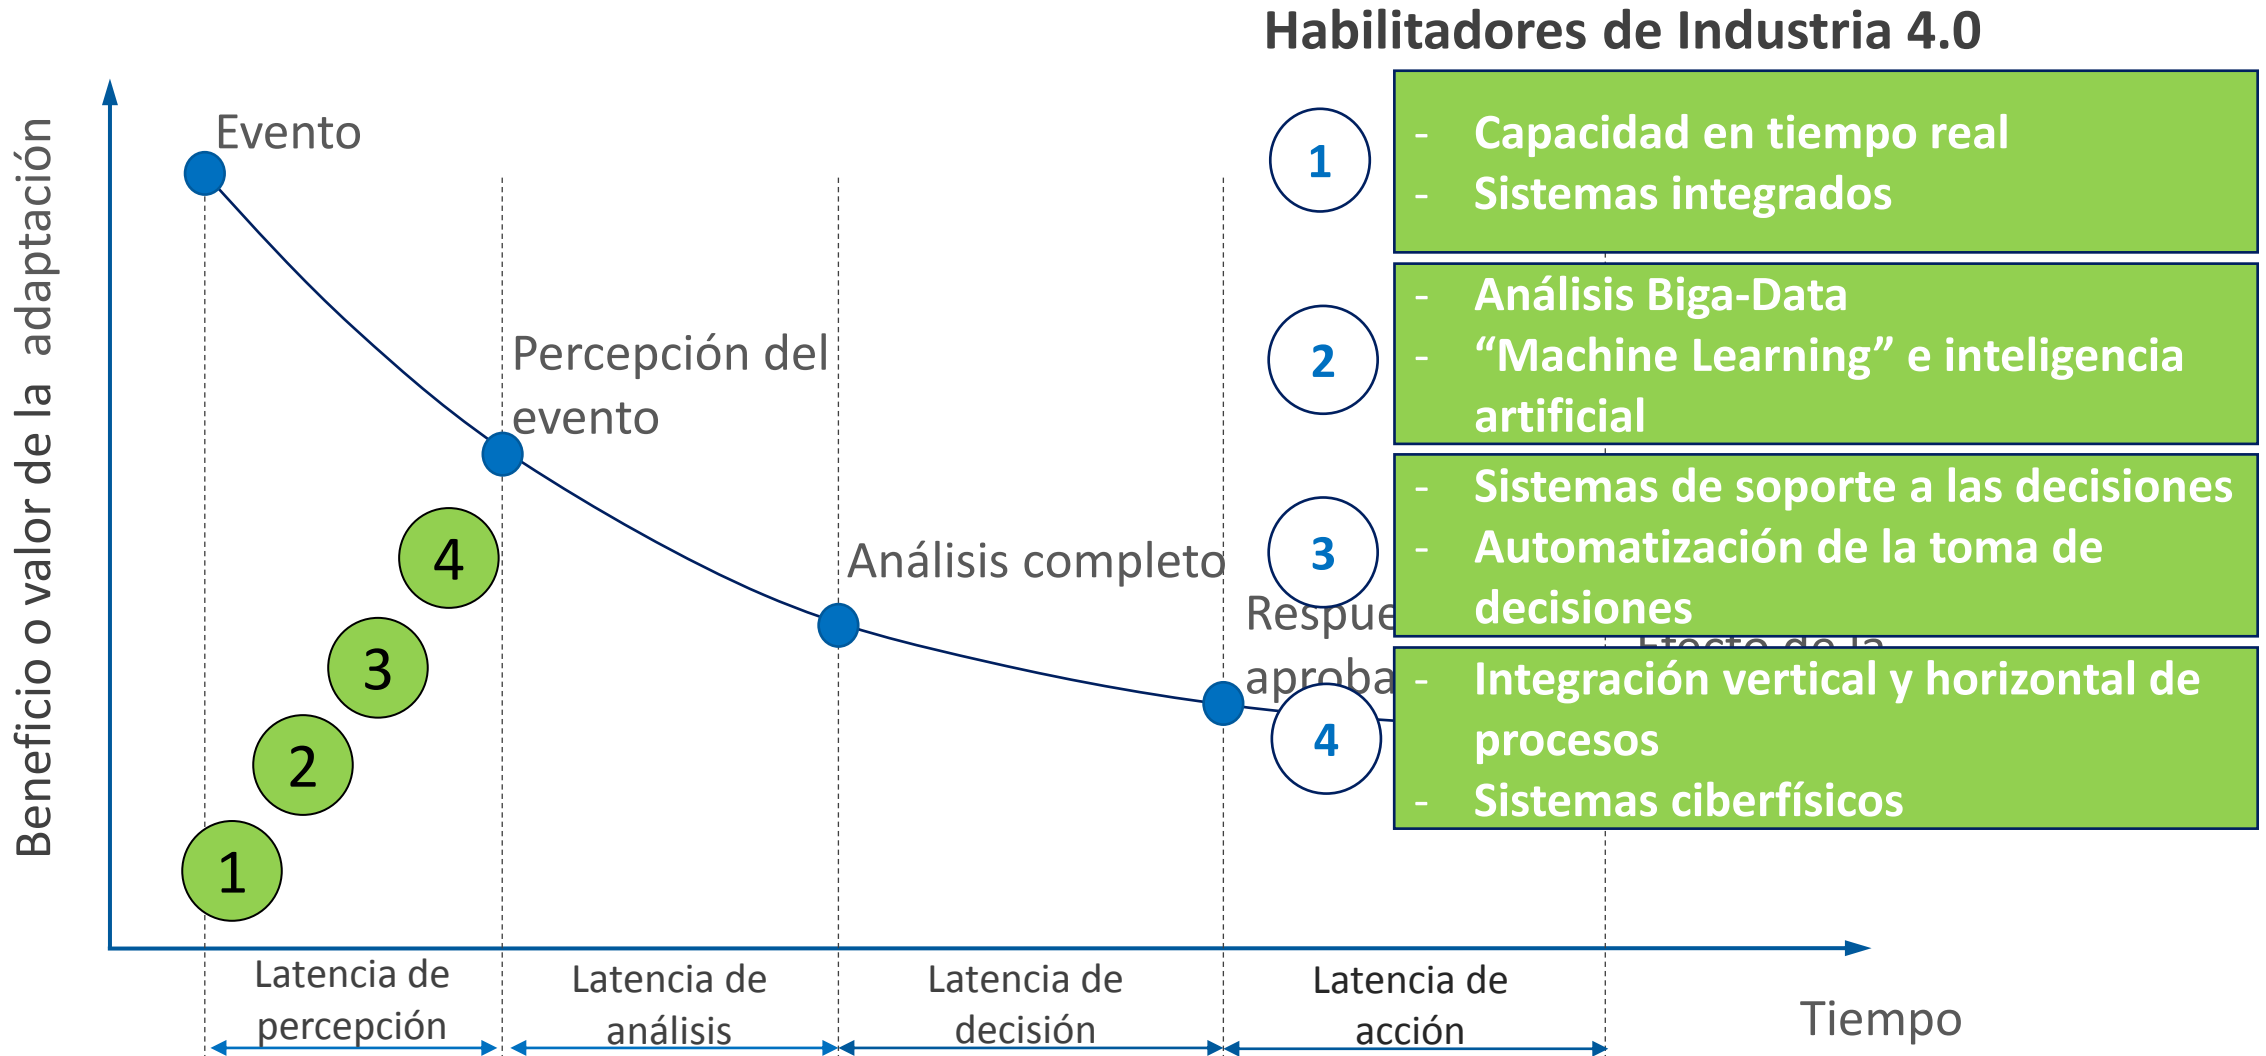 Habilitadores de Industria 4.0
Beneficio o valor de la adaptación
Evento
Percepción del
evento
Análisis completo
1
- Capacidad en tiempo real
- Sistemas integrados
2
- Análisis Biga-Data
- “Machine Learning” e inteligencia
artificial
3
- Sistemas de soporte a las decisiones
- Automatización de la toma de
decisiones
4
- Integración vertical y horizontal de
procesos
- Sistemas ciberfísicos
4
3
2
1
Latencia de
percepción
Latencia de
análisis
Latencia de
decisión
Latencia de
acción
Tiempo